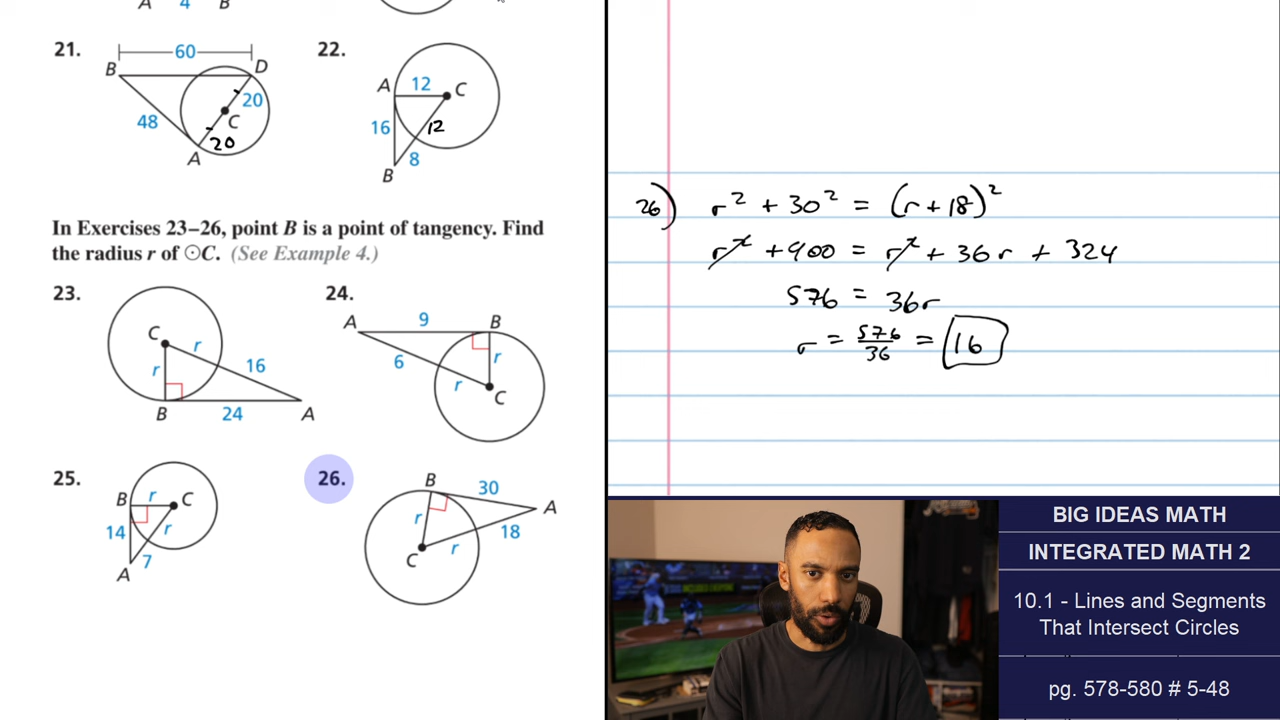 A 4 B
21.
60
B
D
20
C
48
20
A
22.
A 12 C
16
12
8
B
In Exercises 23–26, point B is a point of tangency. Find
the radius r of ⊙C. (See Example 4.)
23.
C
r
r
16
B
24
A
24.
A
9
B
6
r
r
C
25.
B r C
14
r
7
A
26.
B
30
A
r
18
r
C
26) r² + 30² = (r + 18)²
r² + 900 = r² + 36r + 324
576 = 36r
r = 576/36 = 16
BIG IDEAS MATH
INTEGRATED MATH 2
10.1 - Lines and Segments
That Intersect Circles
pg. 578-580 # 5-48